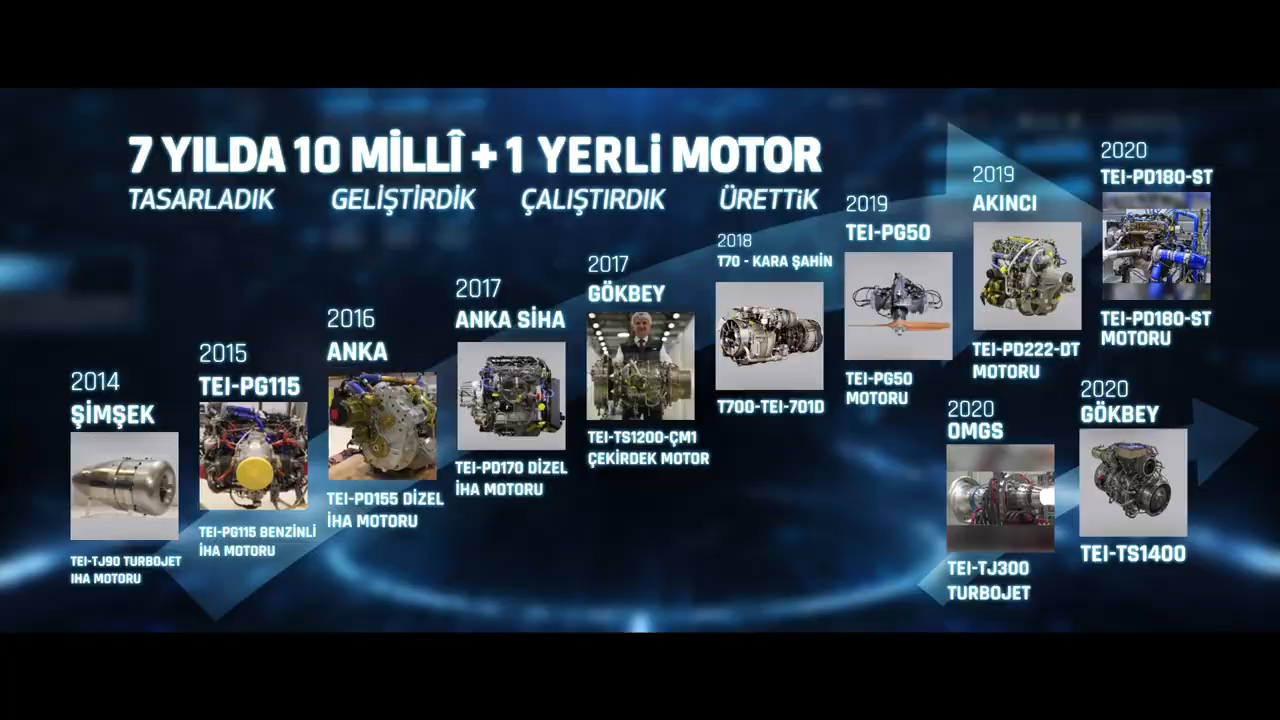 7 YILDA 10 MİLLÎ + 1 YERLİ MOTOR
TASARLADIK GELİŞTİRDİK ÇALIŞTIRDIK ÜRETTİK
2014
ŞİMŞEK
TEI-TJ90 TURBOJET
IHA MOTORU
2015
TEI-PG115
TEI-PG115 BENZİNLİ
İHA MOTORU
2016
ANKA
TEI-PD155 DİZEL
İHA MOTORU
2017
ANKA SİHA
TEI-PD170 DİZEL
İHA MOTORU
2017
GÖKBEY
TEI-TS1200-ÇM1
ÇEKİRDEK MOTOR
2018
T70 - KARA ŞAHİN
T700-TEI-701D
2019
TEI-PG50
TEI-PG50
MOTORU
2019
AKINCI
TEI-PD222-DT
MOTORU
2020
TEI-PD180-ST
TEI-PD180-ST
MOTORU
2020
OMGS
TEI-TJ300
TURBOJET
2020
GÖKBEY
TEI-TS1400